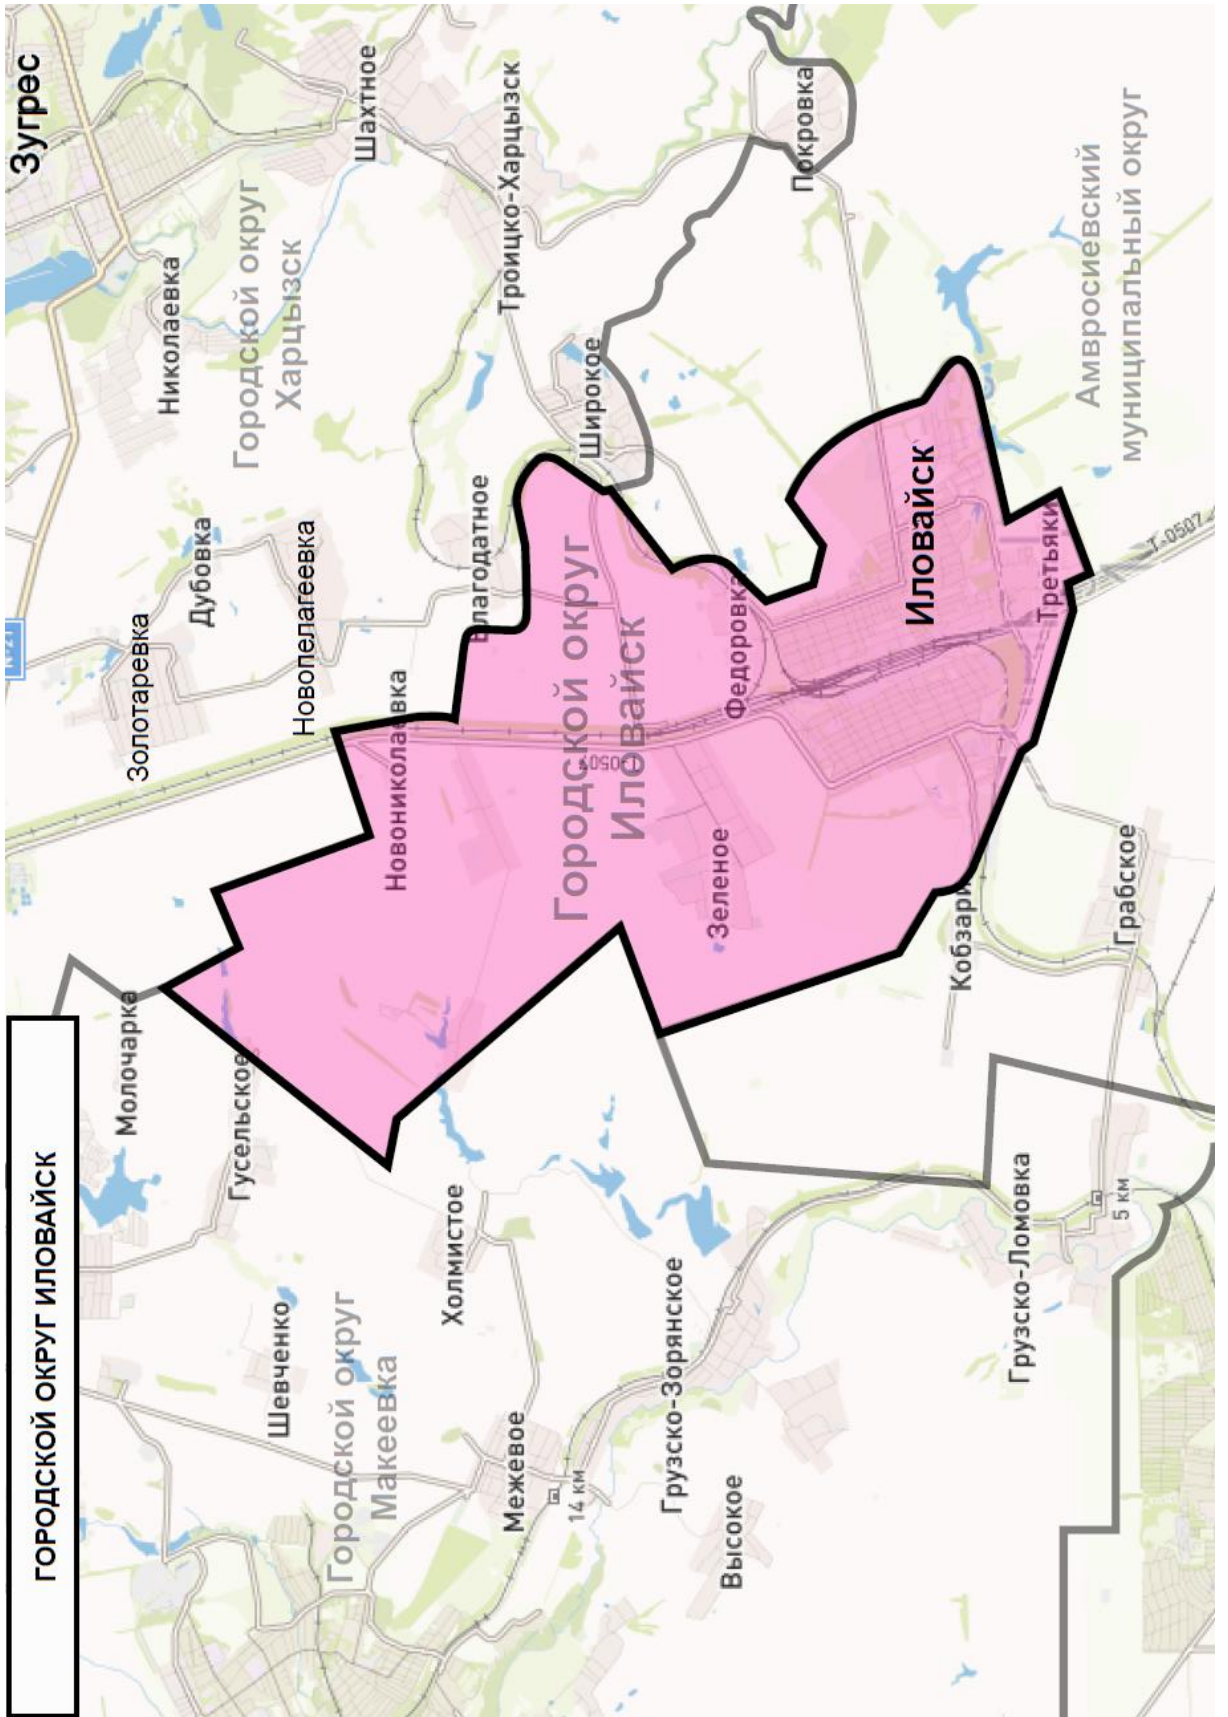 ГОРОДСКОЙ ОКРУГ ИЛОВАЙСК
Молочарка
Гусельское
Шевченко
Городской округ
Макеевка
Холмистое
Межевое
14 км
Грузско-Зорянское
Высокое
Грузско-Ломовка
5 км
Золотаревка
Дубовка
Новопелагеевка
Новониколаевка
Благодатное
Городской округ
Иловайск
Т-0507
Зеленое
Федоровка
Кобзари
Грабское
Иловайск
Третьяки
Т-0507
Зугрэс
Николаевка
Городской округ
Харцызск
Шахтное
Троицко-Харцызск
Широкое
Покровка
Амвросиевский
муниципальный округ